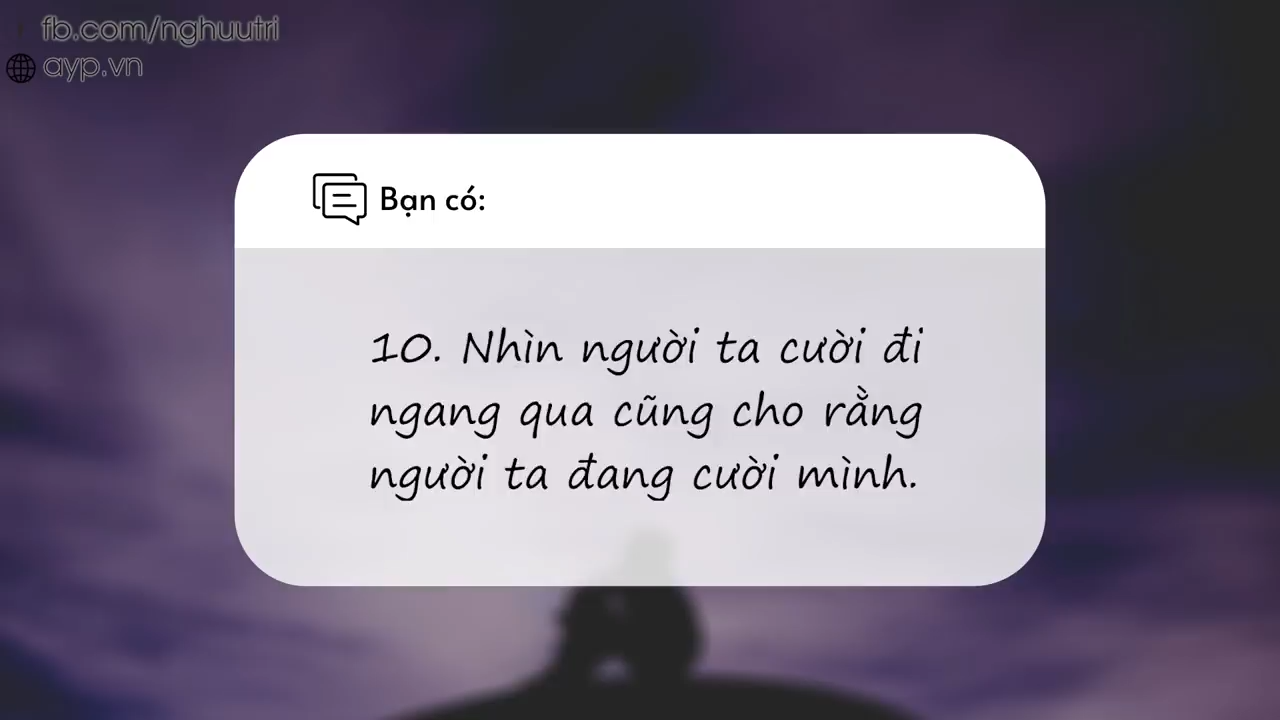 fb.com/nghuutri
ayp.vn
Bạn có:
10. Nhìn người ta cười đi
ngang qua cũng cho rằng
người ta đang cười mình.